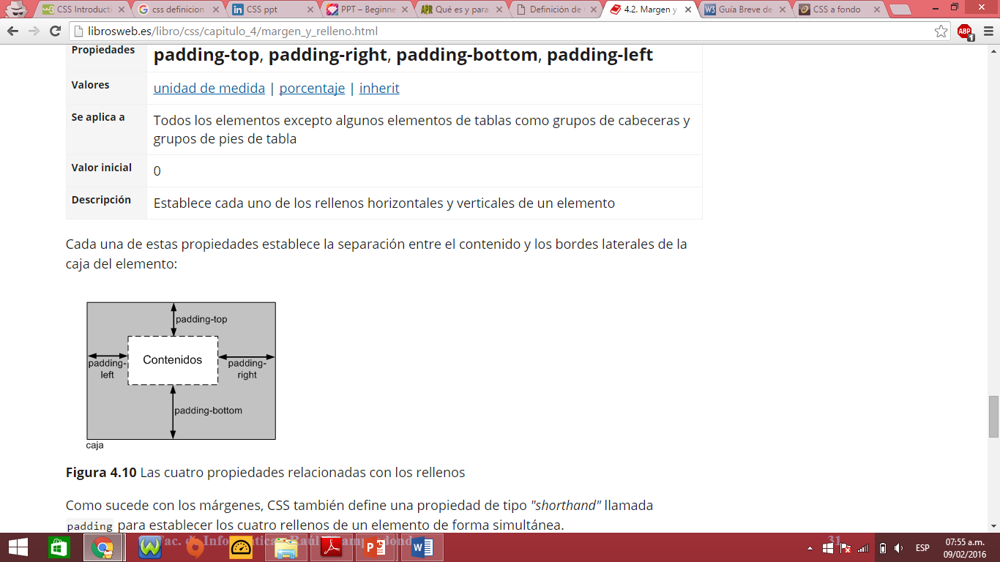 CSS Introducti
css definicion
CSS ppt
PPT – Beginne
Qué es y para
Definición de
4.2. Margen y
Guía Breve de
CSS a fondo
librosweb.es/libro/css/capitulo_4/margen_y_relleno.html
ABP
1
Propiedades
padding-top, padding-right, padding-bottom, padding-left
Valores
unidad de medida | porcentaje | inherit
Se aplica a
Todos los elementos excepto algunos elementos de tablas como grupos de cabeceras y
grupos de pies de tabla
Valor inicial
0
Descripción
Establece cada uno de los rellenos horizontales y verticales de un elemento
Cada una de estas propiedades establece la separación entre el contenido y los bordes laterales de la
caja del elemento:
padding-top
Contenidos
padding-
left
padding-
right
padding-bottom
caja
Figura 4.10 Las cuatro propiedades relacionadas con los rellenos
Como sucede con los márgenes, CSS también define una propiedad de tipo "shorthand" llamada
padding para establecer los cuatro rellenos de un elemento de forma simultánea.
31
ESP
07:55 a.m.
09/02/2016